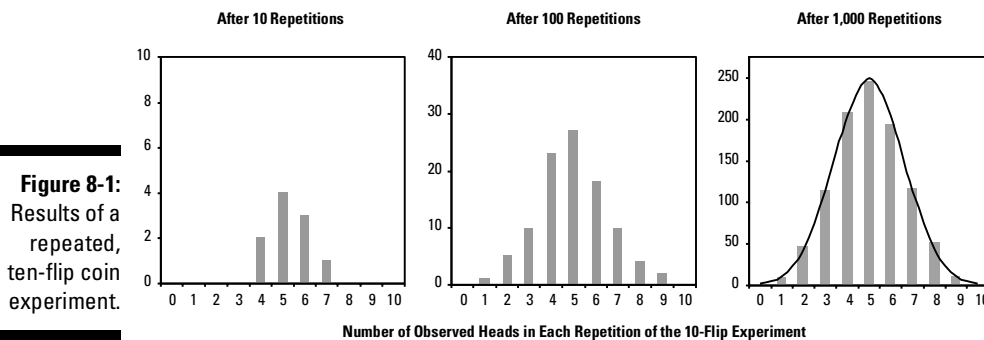 After 10 Repetitions
After 100 Repetitions
After 1,000 Repetitions
10
8
6
4
2
0
0 1 2 3 4 5 6 7 8 9 10
40
30
20
10
0
0 1 2 3 4 5 6 7 8 9 10
250
200
150
100
50
0
0 1 2 3 4 5 6 7 8 9 10
Number of Observed Heads in Each Repetition of the 10-Flip Experiment
Figure 8-1:
Results of a
repeated,
ten-flip coin
experiment.